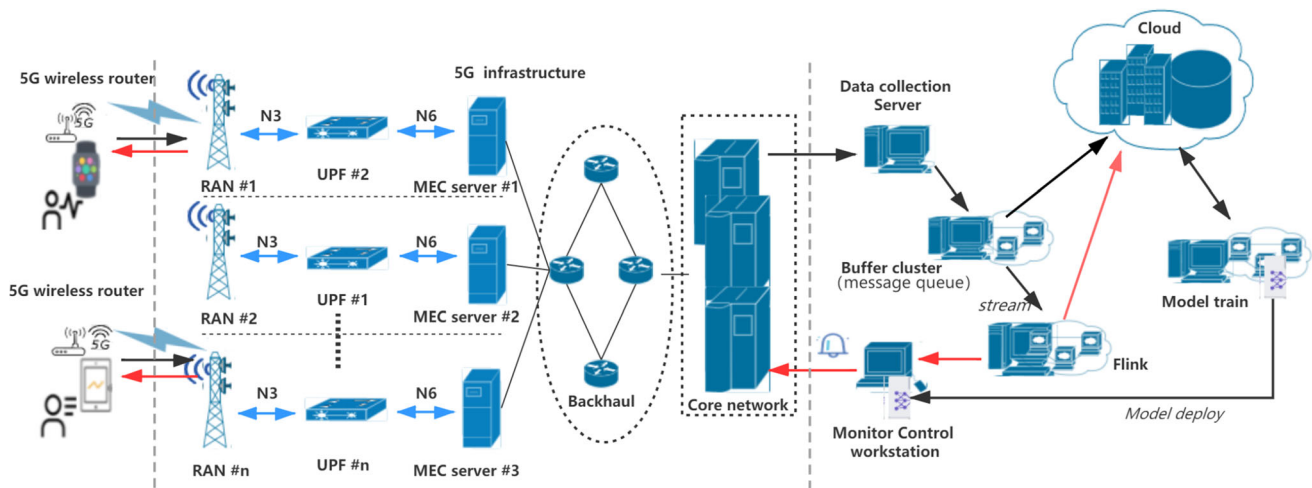 5G wireless router
5G
RAN #1
N3
UPF #2
N6
MEC server #1
5G infrastructure
RAN #2
N3
UPF #1
N6
MEC server #2
5G wireless router
5G
RAN #n
N3
UPF #n
N6
MEC server #3
Backhaul
Core network
Data collection
Server
Cloud
Buffer cluster
(message queue)
stream
Flink
Model train
Model deploy
Monitor Control
workstation